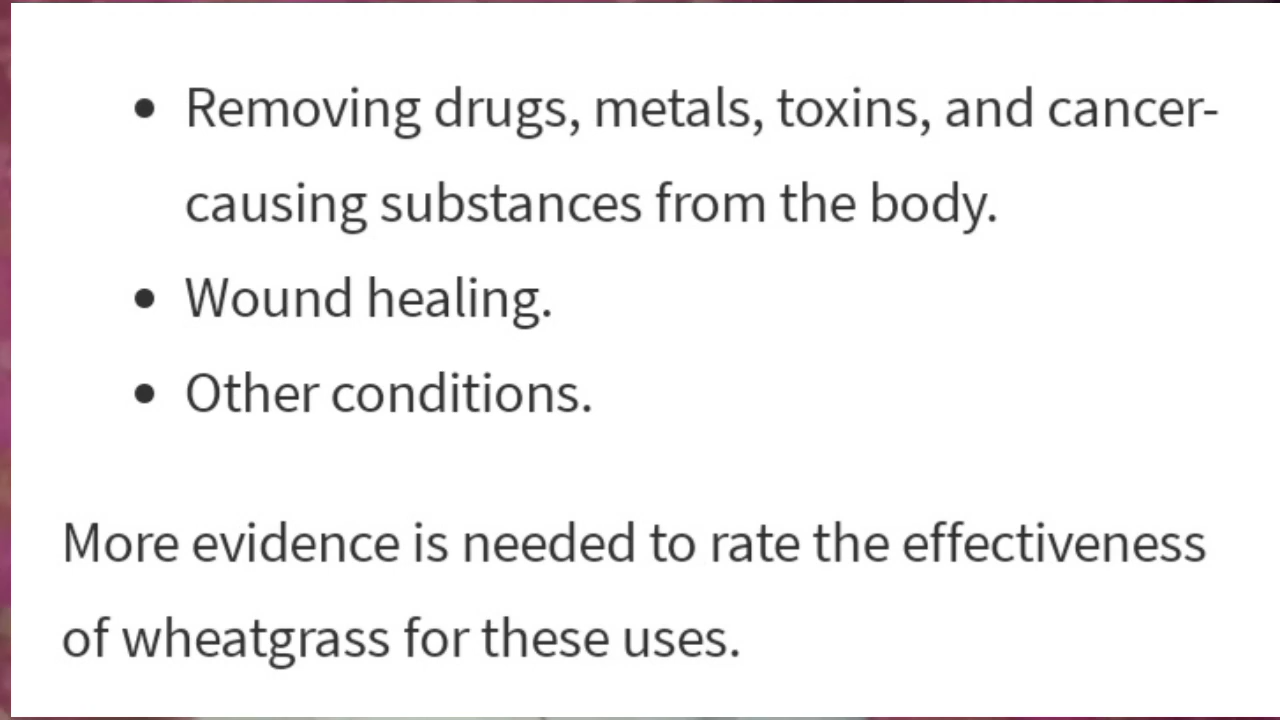 • Removing drugs, metals, toxins, and cancer-
causing substances from the body.
• Wound healing.
• Other conditions.
More evidence is needed to rate the effectiveness
of wheatgrass for these uses.